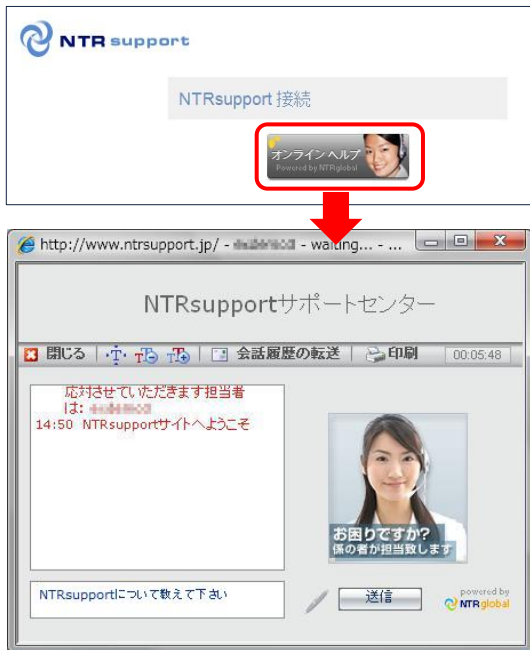 NTR support
NTRsupport 接続
オンラインヘルプ
Powered by NTRglobal
http://www.ntrsupport.jp/ - - waiting... - ...
NTRsupportサポートセンター
閉じる T T T 会話履歴の転送 印刷 00:05:48
応対させていただきます担当者
は:
14:50 NTRsupportサイトへようこそ
お困りですか?
係の者が担当致します
NTRsupportについて教えて下さい
送信
powered by
NTRglobal